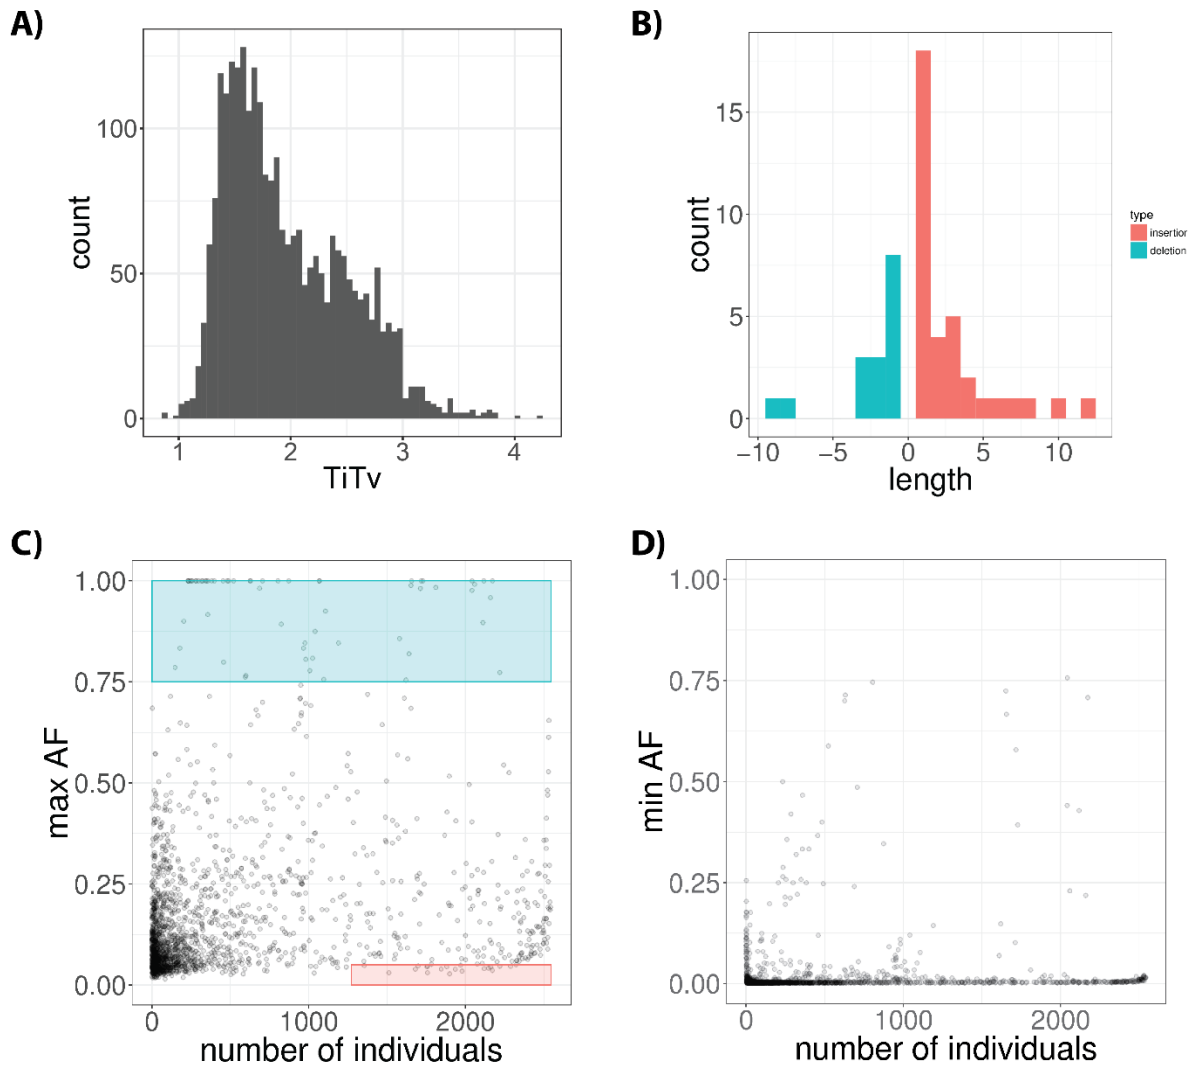 A)
100
50
0
count
1
2
3
4
TiTv
B)
15
10
5
0
count
−10
−5
0
5
10
length
type
insertion
deletion
C)
1.00
0.75
0.50
0.25
0.00
max AF
0
1000
2000
number of individuals
D)
1.00
0.75
0.50
0.25
0.00
min AF
0
1000
2000
number of individuals